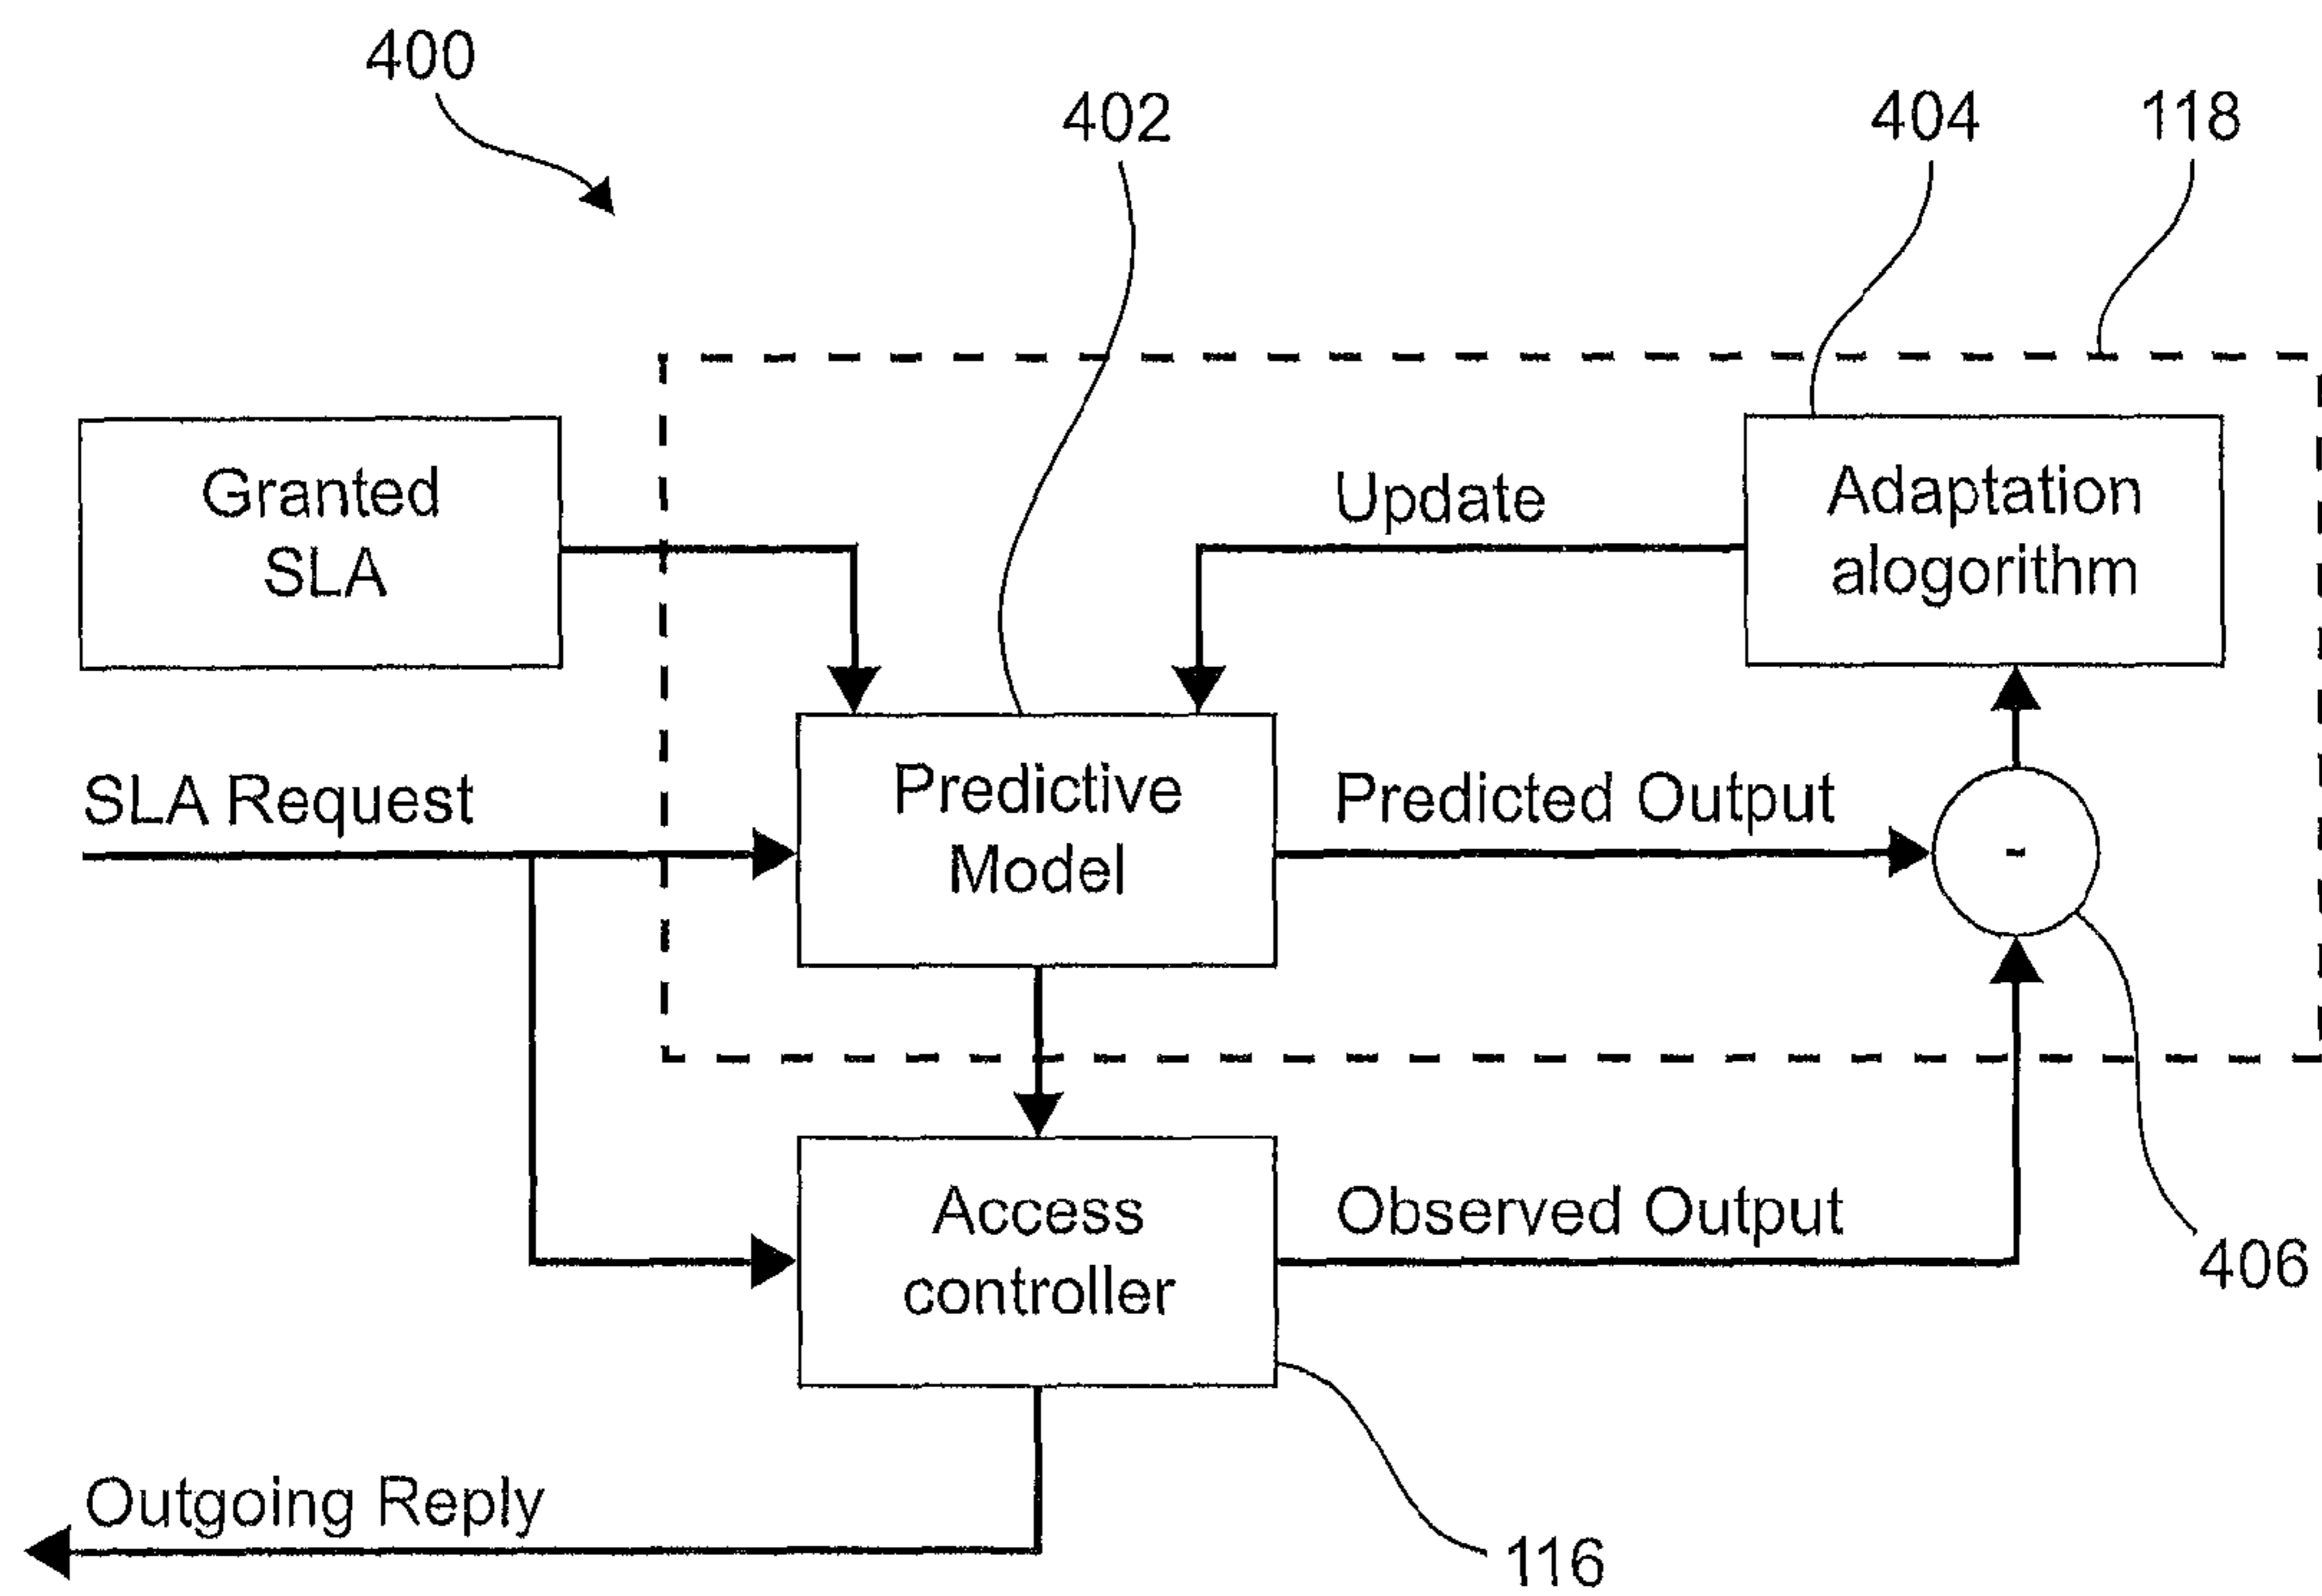 400
402
404
118
Granted
SLA
Update
Adaptation
alogorithm
SLA Request
Predictive
Model
Predicted Output
-
Access
controller
Observed Output
406
Outgoing Reply
116